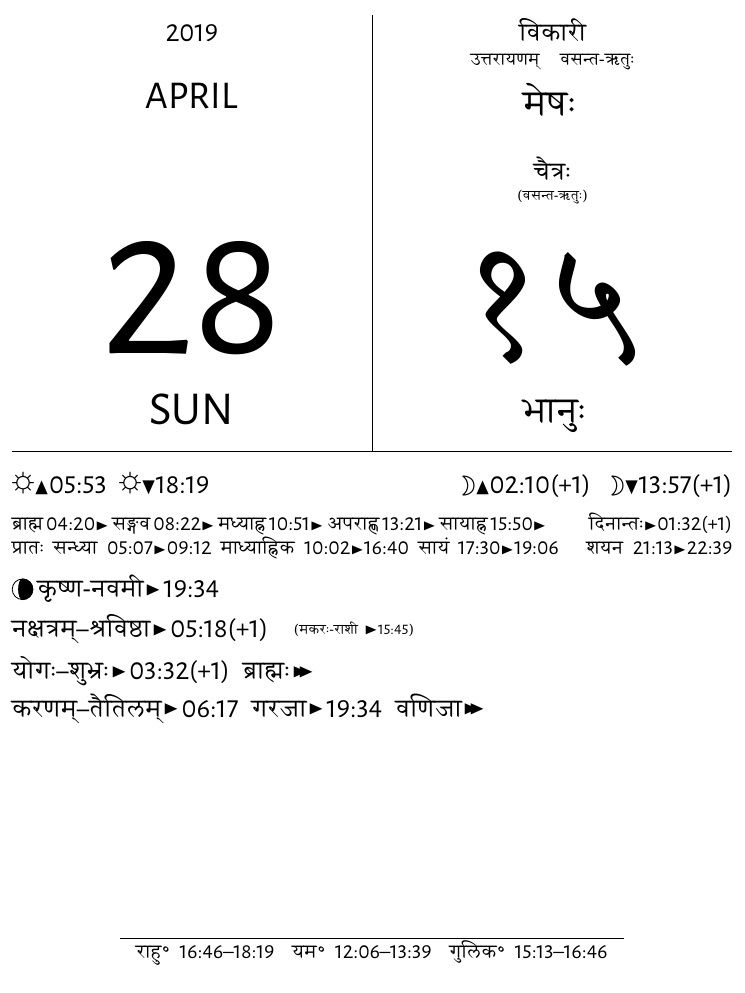 2019
APRIL
28
SUN
विकारी
उत्तरायणम् वसन्त-ऋतुः
मेषः
चैत्रः
(वसन्त-ऋतुः)
१५
भानुः
☼▲05:53 ☼▼18:19 ☽▲02:10(+1) ☽▼13:57(+1)
ब्राह्म 04:20► सङ्गव 08:22► मध्याह्न 10:51► अपराह्ण 13:21► सायाह्न 15:50► दिनान्तः►01:32(+1)
प्रातः सन्ध्या 05:07►09:12 माध्याह्निक 10:02►16:40 सायं 17:30►19:06 शयन 21:13►22:39
कृष्ण-नवमी►19:34
नक्षत्रम्–श्रविष्ठा►05:18(+1) (मकरः-राशी ►15:45)
योगः–शुभ्रः►03:32(+1) ब्राह्मः►►
करणम्–तैतिलम्►06:17 गरजा►19:34 वणिजा►►
राहु° 16:46–18:19 यम° 12:06–13:39 गुलिक° 15:13–16:46